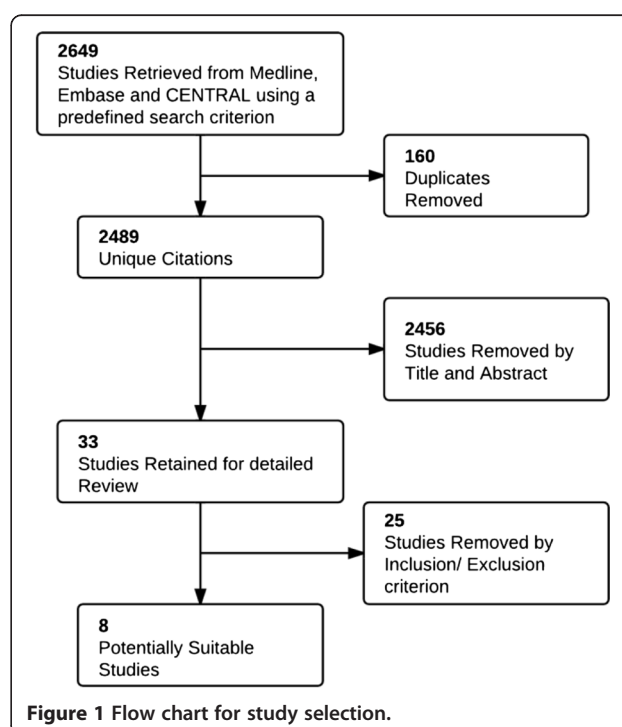 2649
Studies Retrieved from Medline,
Embase and CENTRAL using a
predefined search criterion
160
Duplicates
Removed
2489
Unique Citations
2456
Studies Removed by
Title and Abstract
33
Studies Retained for detailed
Review
25
Studies Removed by
Inclusion/ Exclusion
criterion
8
Potentially Suitable
Studies
Figure 1 Flow chart for study selection.